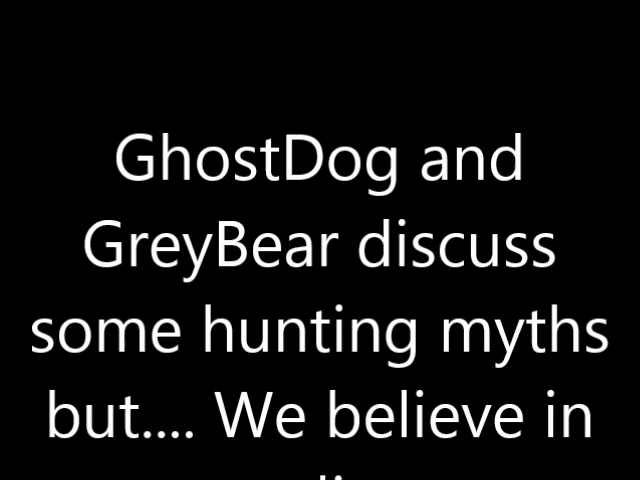 GhostDog and
GreyBear discuss
some hunting myths
but.... We believe in